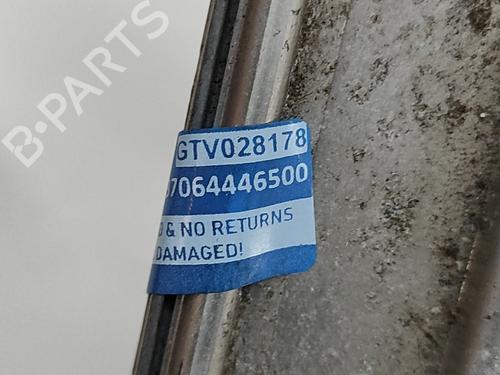 B-PARTS
GTV028178
7064446500
& NO RETURNS
DAMAGED!